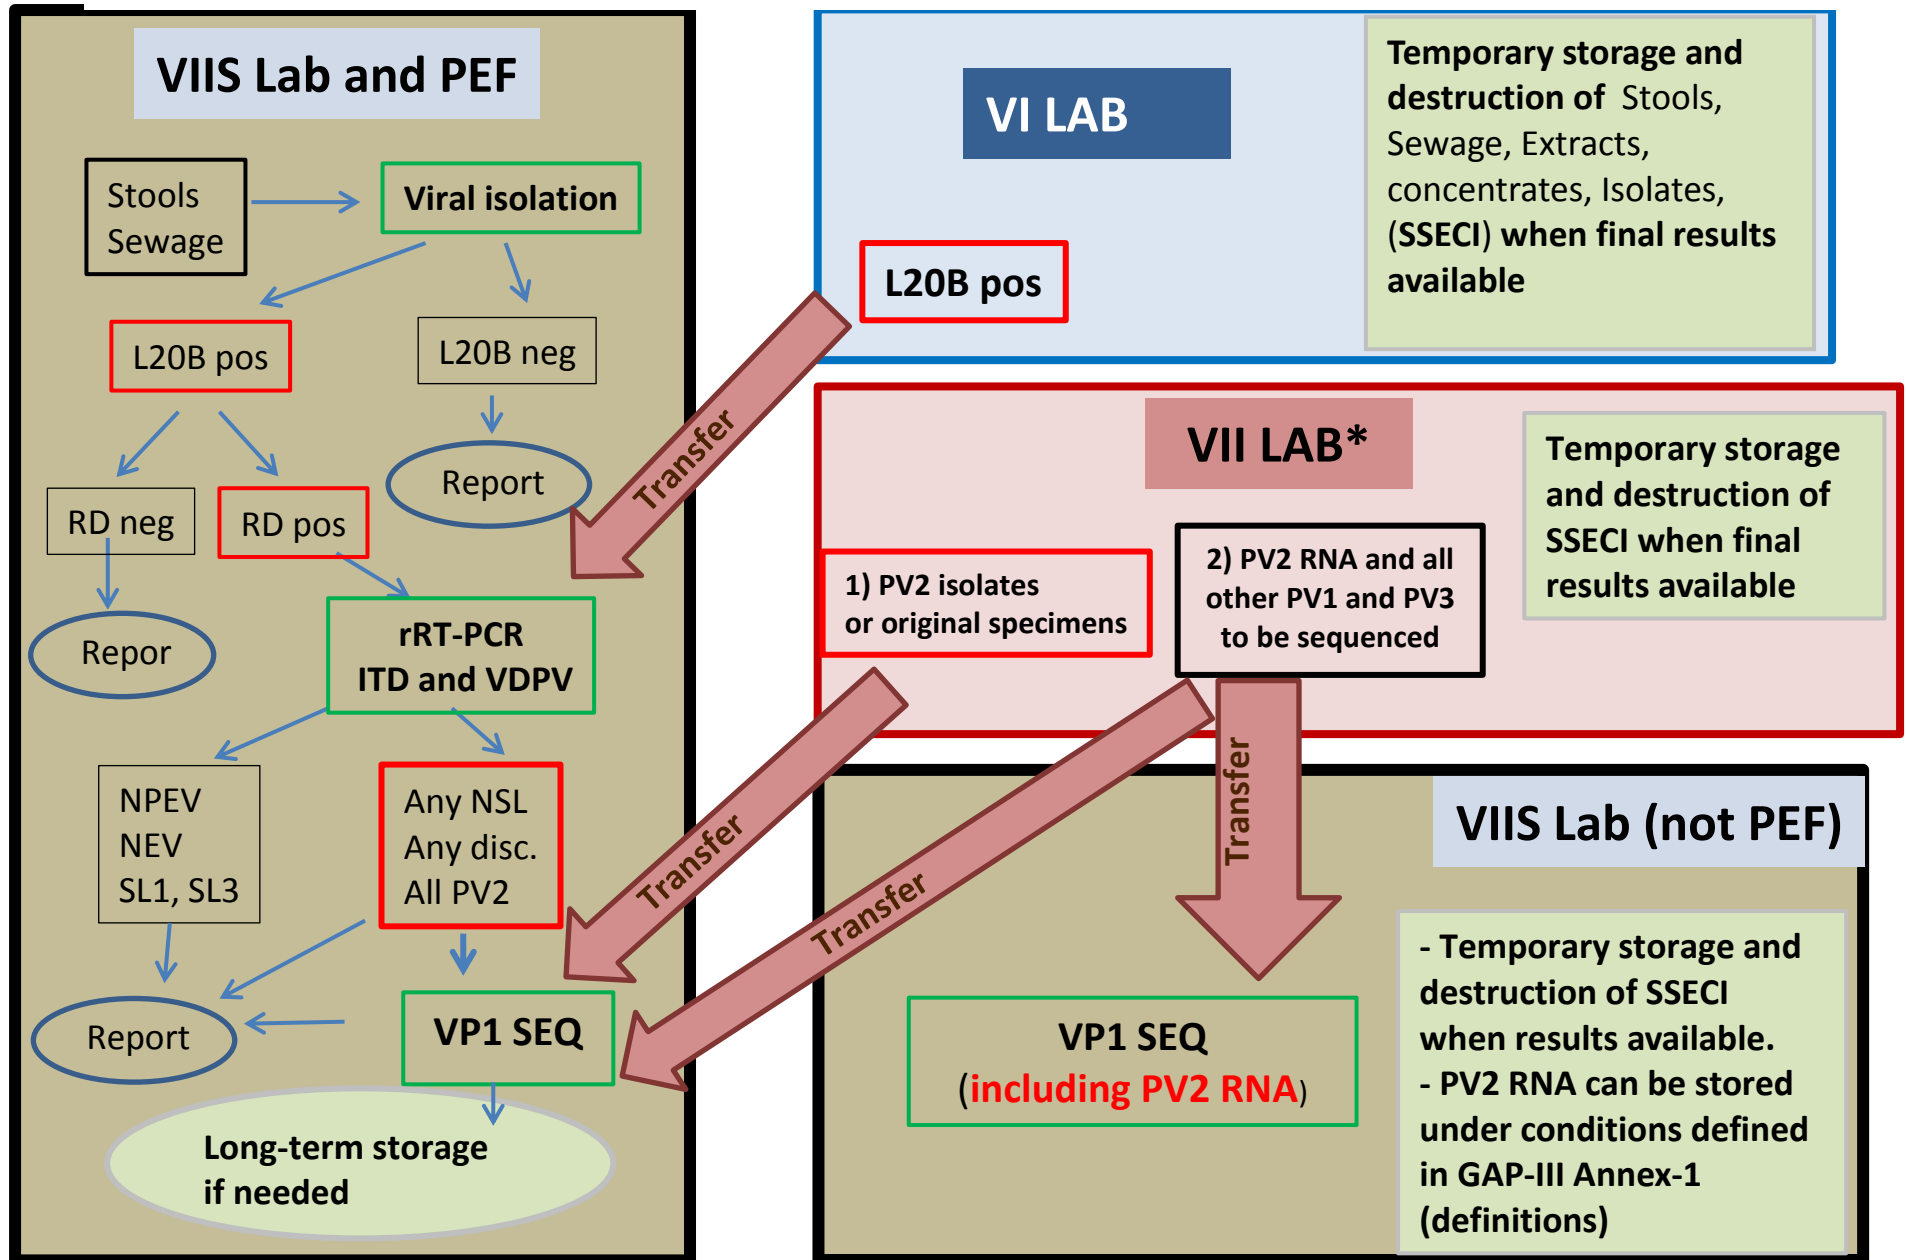 VIIS Lab and PEF
Stools
Sewage
Viral isolation
L20B pos
L20B neg
Report
RD neg
RD pos
Repor
rRT-PCR
ITD and VDPV
NPEV
NEV
SL1, SL3
Any NSL
Any disc.
All PV2
Report
VP1 SEQ
Long-term storage
if needed
VI LAB
L20B pos
Temporary storage and
destruction of Stools,
Sewage, Extracts,
concentrates, Isolates,
(SSECI) when final results
available
Transfer
VII LAB*
1) PV2 isolates
or original specimens
2) PV2 RNA and all
other PV1 and PV3
to be sequenced
Temporary storage
and destruction of
SSECI when final
results available
Transfer
Transfer
Transfer
VIIS Lab (not PEF)
VP1 SEQ
(including PV2 RNA)
- Temporary storage and
destruction of SSECI
when results available.
- PV2 RNA can be stored
under conditions defined
in GAP-III Annex-1
(definitions)